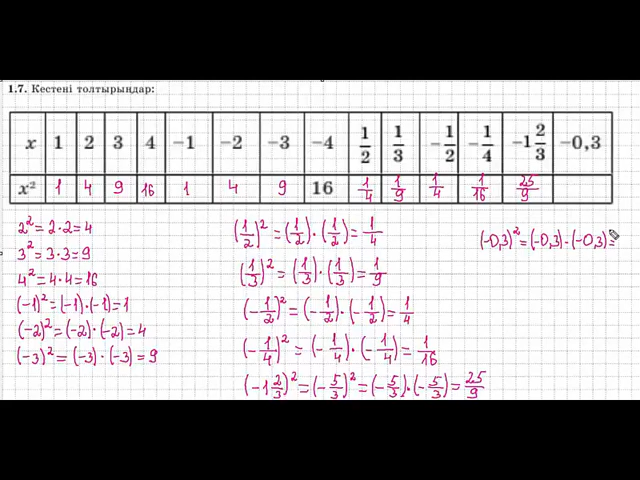 1.7. Кестені толтырыңдар:
x 1 2 3 4 −1 −2 −3 −4 1/2 1/3 −1/2 −1/4 −1 2/3 −0,3
x² 1 4 9 16 1 4 9 16 1/4 1/9 1/4 1/16 25/9
2² = 2·2 = 4
3² = 3·3 = 9
4² = 4·4 = 16
(−1)² = (−1)·(−1) = 1
(−2)² = (−2)·(−2) = 4
(−3)² = (−3)·(−3) = 9
(1/2)² = (1/2)·(1/2) = 1/4
(1/3)² = (1/3)·(1/3) = 1/9
(−1/2)² = (−1/2)·(−1/2) = 1/4
(−1/4)² = (−1/4)·(−1/4) = 1/16
(−1 2/3)² = (−5/3)² = (−5/3)·(−5/3) = 25/9
(−0,3)² = (−0,3)·(−0,3) =